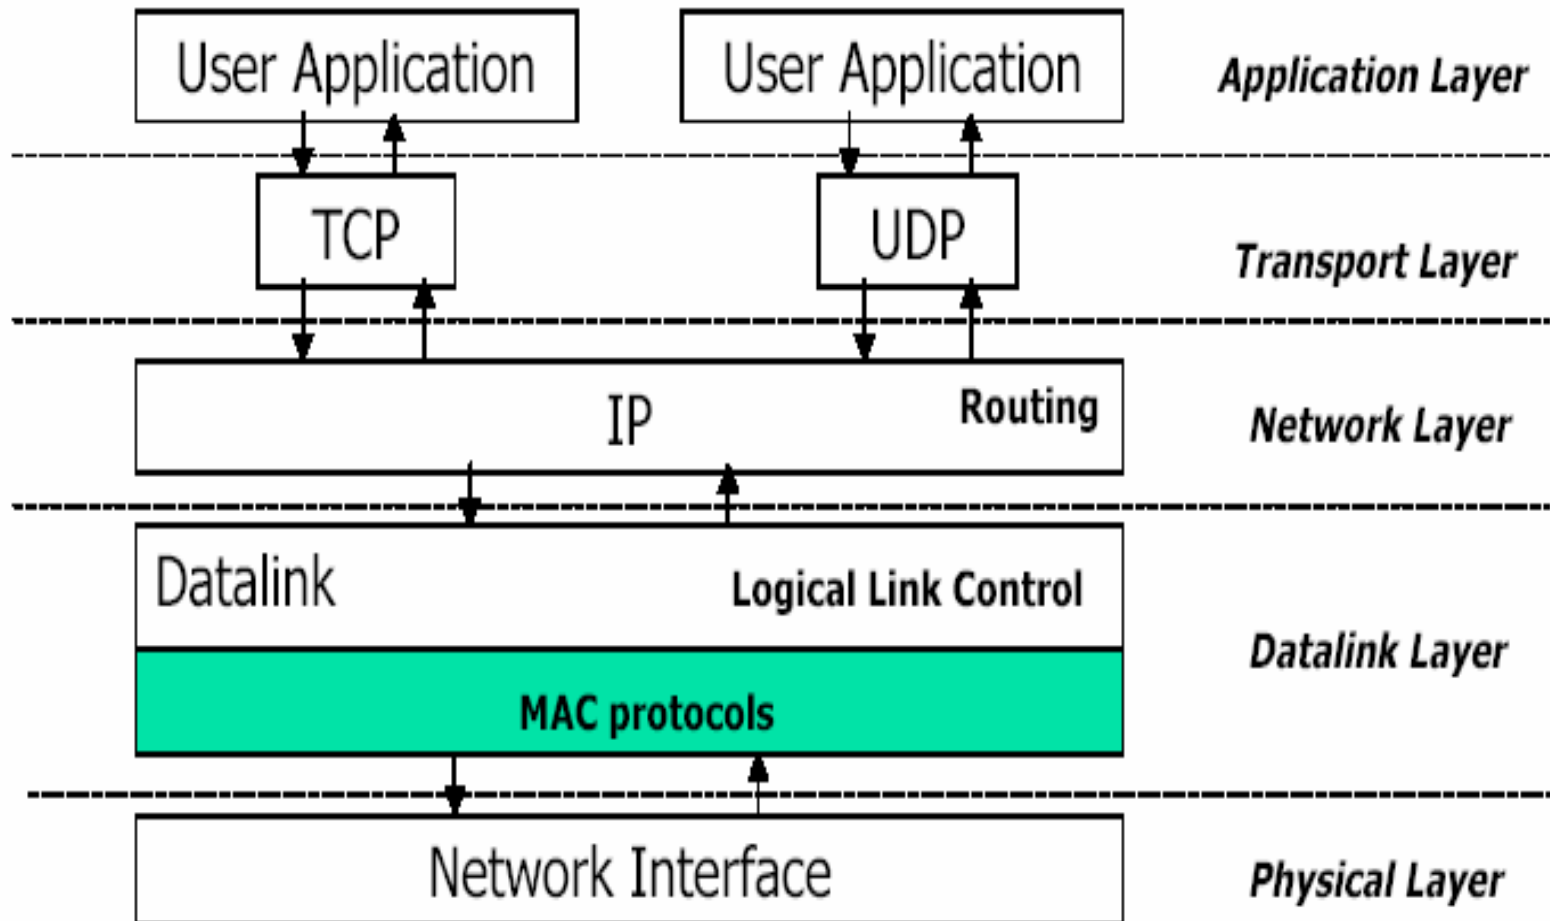 User Application
User Application
Application Layer
TCP
UDP
Transport Layer
IP
Routing
Network Layer
Datalink
Logical Link Control
Datalink Layer
MAC protocols
Network Interface
Physical Layer